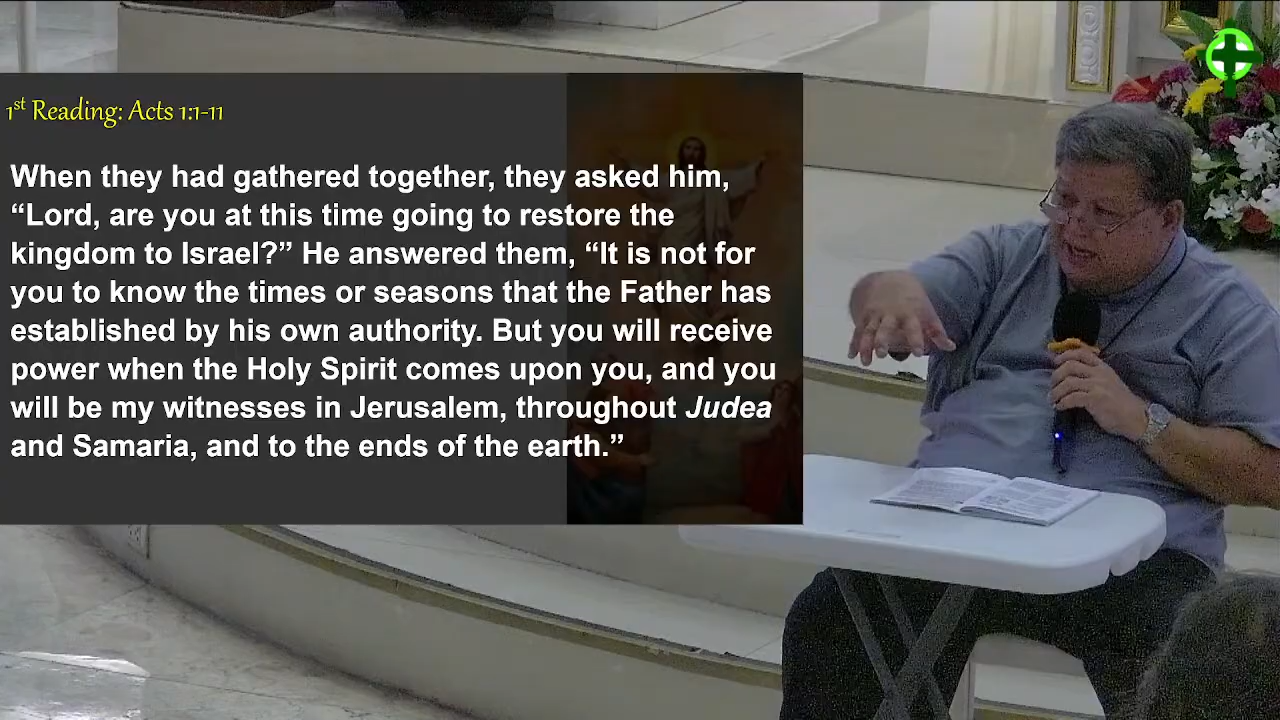 1st Reading: Acts 1:1-11
When they had gathered together, they asked him,
“Lord, are you at this time going to restore the
kingdom to Israel?” He answered them, “It is not for
you to know the times or seasons that the Father has
established by his own authority. But you will receive
power when the Holy Spirit comes upon you, and you
will be my witnesses in Jerusalem, throughout Judea
and Samaria, and to the ends of the earth.”